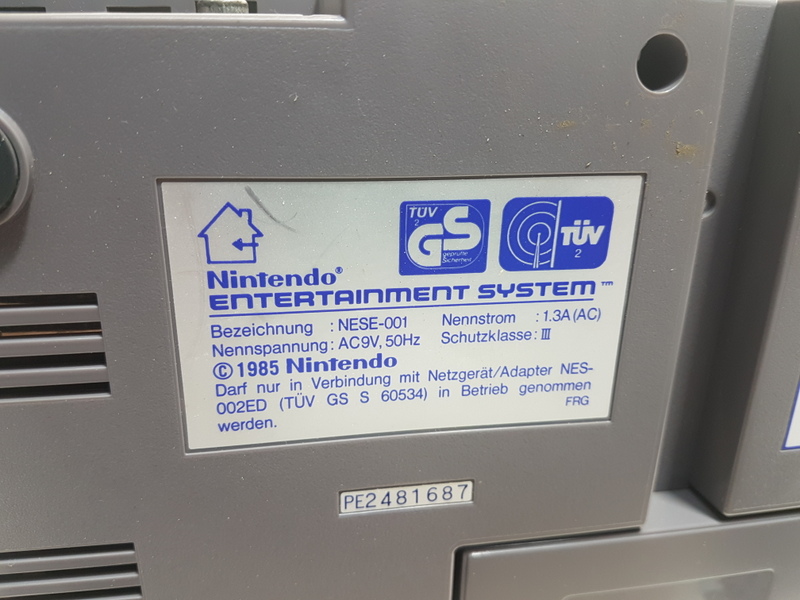 TÜV
2
GS
geprüfte
Sicherheit
TÜV
2
Nintendo®
ENTERTAINMENT SYSTEM™
Bezeichnung : NESE-001 Nennstrom : 1.3A (AC)
Nennspannung : AC9V, 50Hz Schutzklasse : III
© 1985 Nintendo
Darf nur in Verbindung mit Netzgerät/Adapter NES-
002ED (TÜV GS S 60534) in Betrieb genommen
werden. FRG
PE2481687